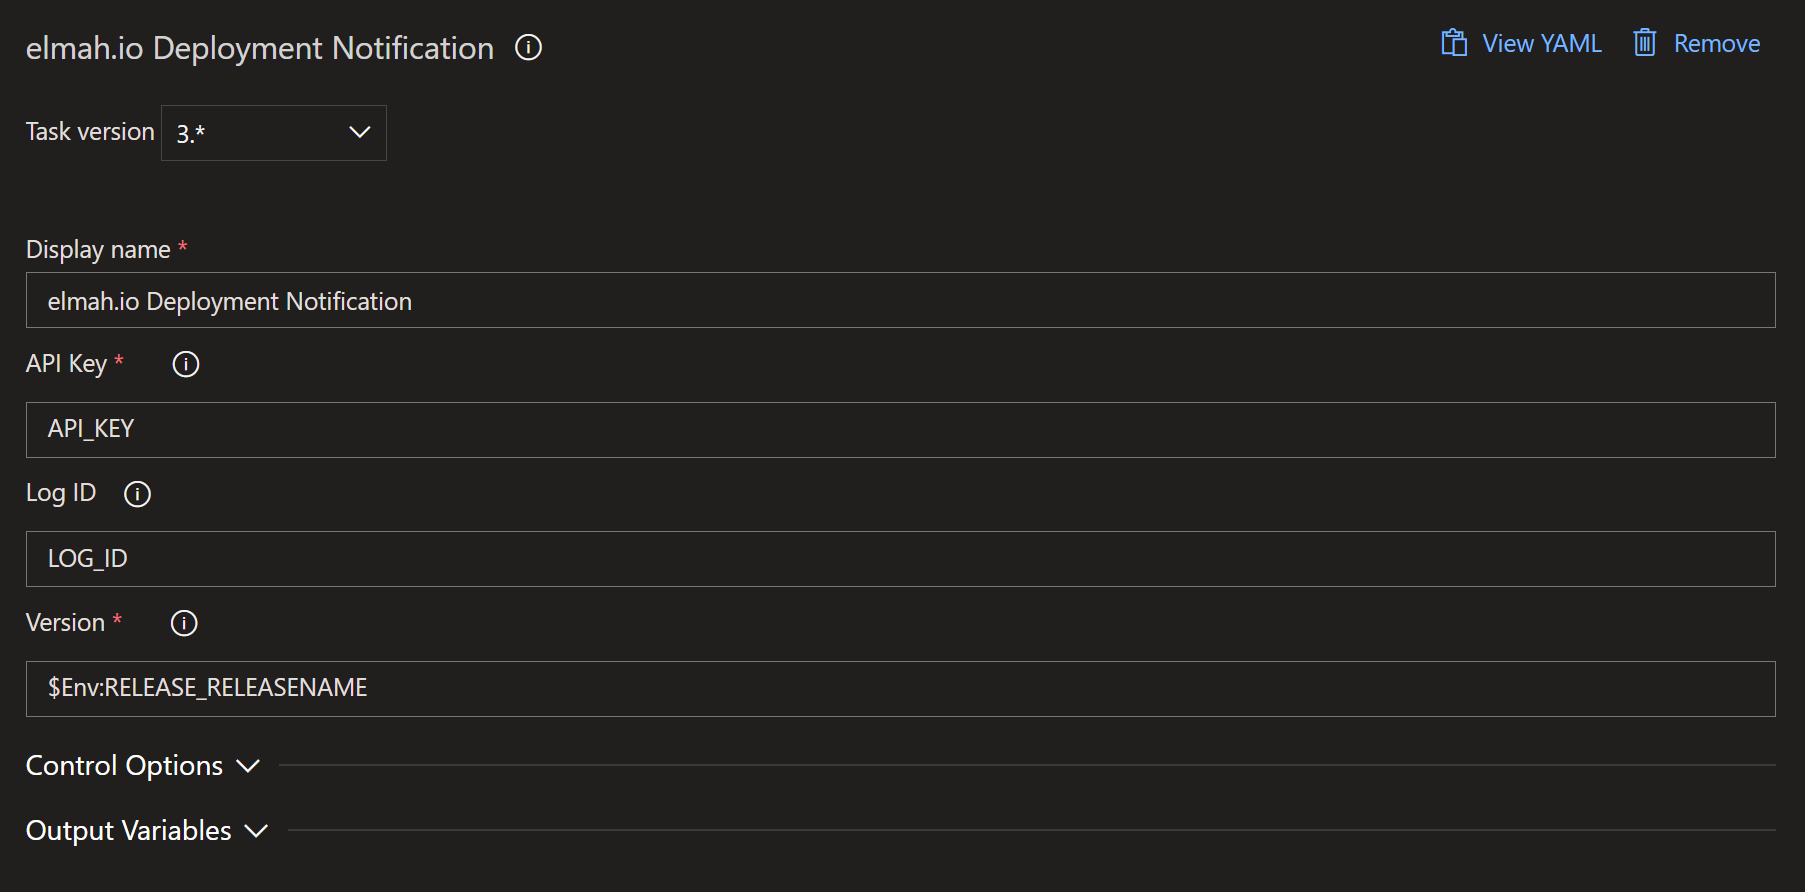 elmah.io Deployment Notification
View YAML
Remove
Task version 3.*
Display name *
elmah.io Deployment Notification
API Key *
API_KEY
Log ID
LOG_ID
Version *
$Env:RELEASE_RELEASENAME
Control Options
Output Variables